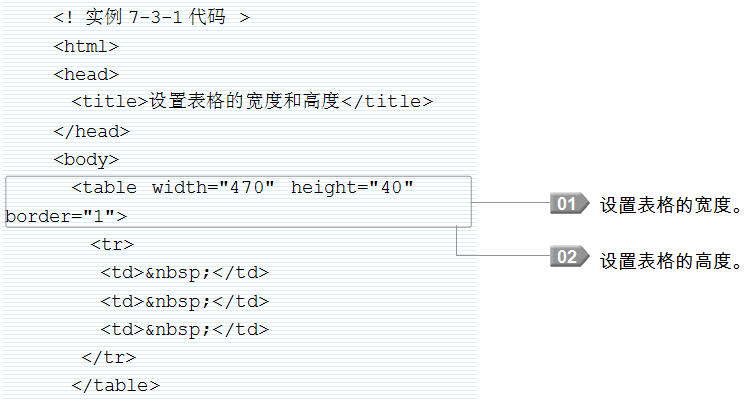 <! 实例 7-3-1 代码 >
<html>
<head>
<title>设置表格的宽度和高度</title>
</head>
<body>
<table width="470" height="40"
border="1">
01 设置表格的宽度。
<tr>
02 设置表格的高度。
<td>&nbsp;</td>
<td>&nbsp;</td>
<td>&nbsp;</td>
</tr>
</table>